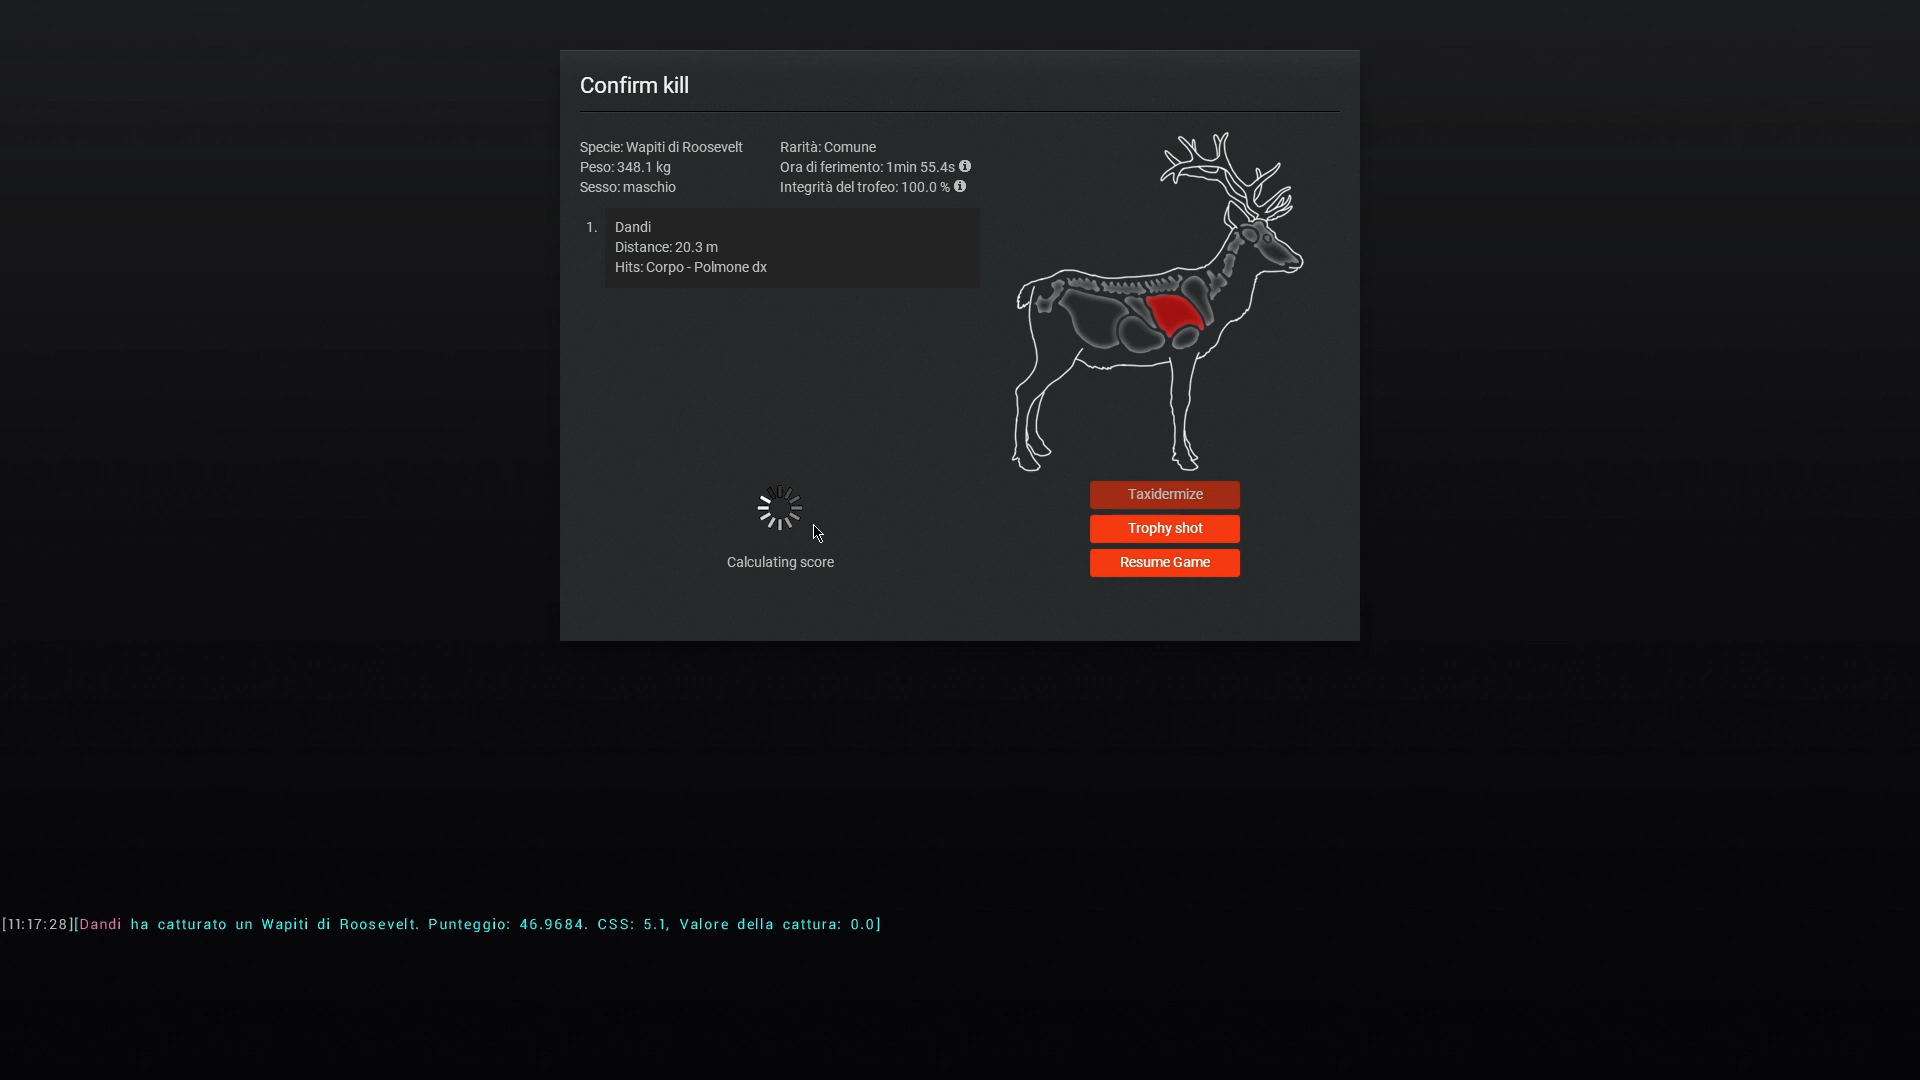 Confirm kill
Specie: Wapiti di Roosevelt
Peso: 348.1 kg
Sesso: maschio
Rarità: Comune
Ora di ferimento: 1min 55.4s
Integrità del trofeo: 100.0 %
1. Dandi
Distance: 20.3 m
Hits: Corpo - Polmone dx
Calculating score
Taxidermize
Trophy shot
Resume Game
[11:17:28][Dandi ha catturato un Wapiti di Roosevelt. Punteggio: 46.9684. CSS: 5.1, Valore della cattura: 0.0]